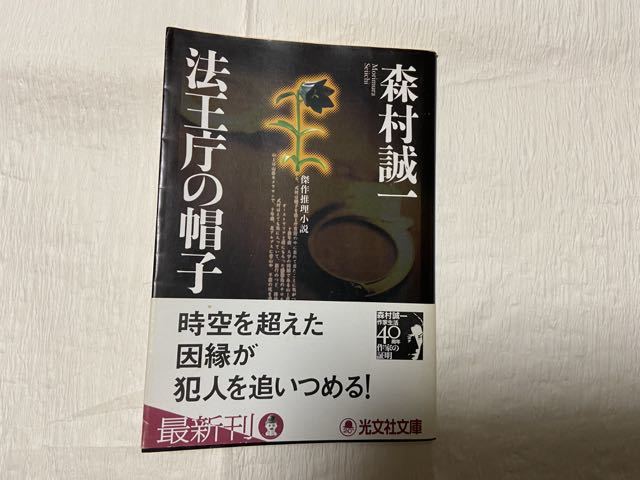 森村誠一
Morimura
Seiichi
法王庁の帽子
傑作推理小説
時空を超えた
因縁が
犯人を追いつめる!
森村誠一
作家生活
40周年
作家の
証明
最新刊
光文社文庫